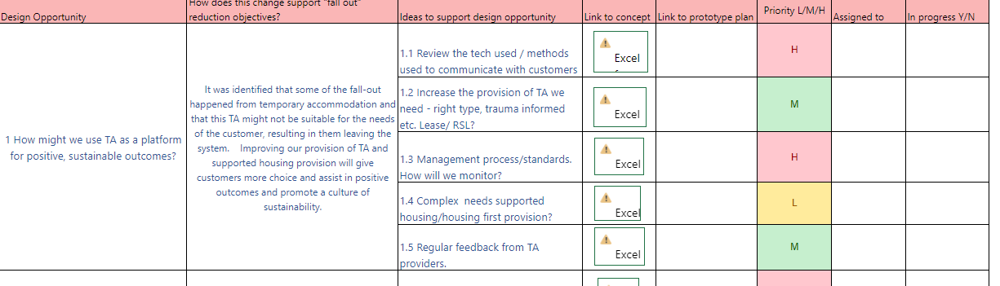 Design Opportunity
How does this change support "fall out"
reduction objectives?
Ideas to support design opportunity
Link to concept
Link to prototype plan
Priority L/M/H
Assigned to
In progress Y/N
1 How might we use TA as a platform
for positive, sustainable outcomes?
It was identified that some of the fall-out
happened from temporary accommodation and
that this TA might not be suitable for the needs
of the customer, resulting in them leaving the
system. Improving our provision of TA and
supported housing provision will give
customers more choice and assist in positive
outcomes and promote a culture of
sustainability.
1.1 Review the tech used / methods
used to communicate with customers
Excel
H
1.2 Increase the provision of TA we
need - right type, trauma informed
etc. Lease/ RSL?
Excel
M
1.3 Management process/standards.
How will we monitor?
Excel
H
1.4 Complex needs supported
housing/housing first provision?
Excel
L
1.5 Regular feedback from TA
providers.
Excel
M